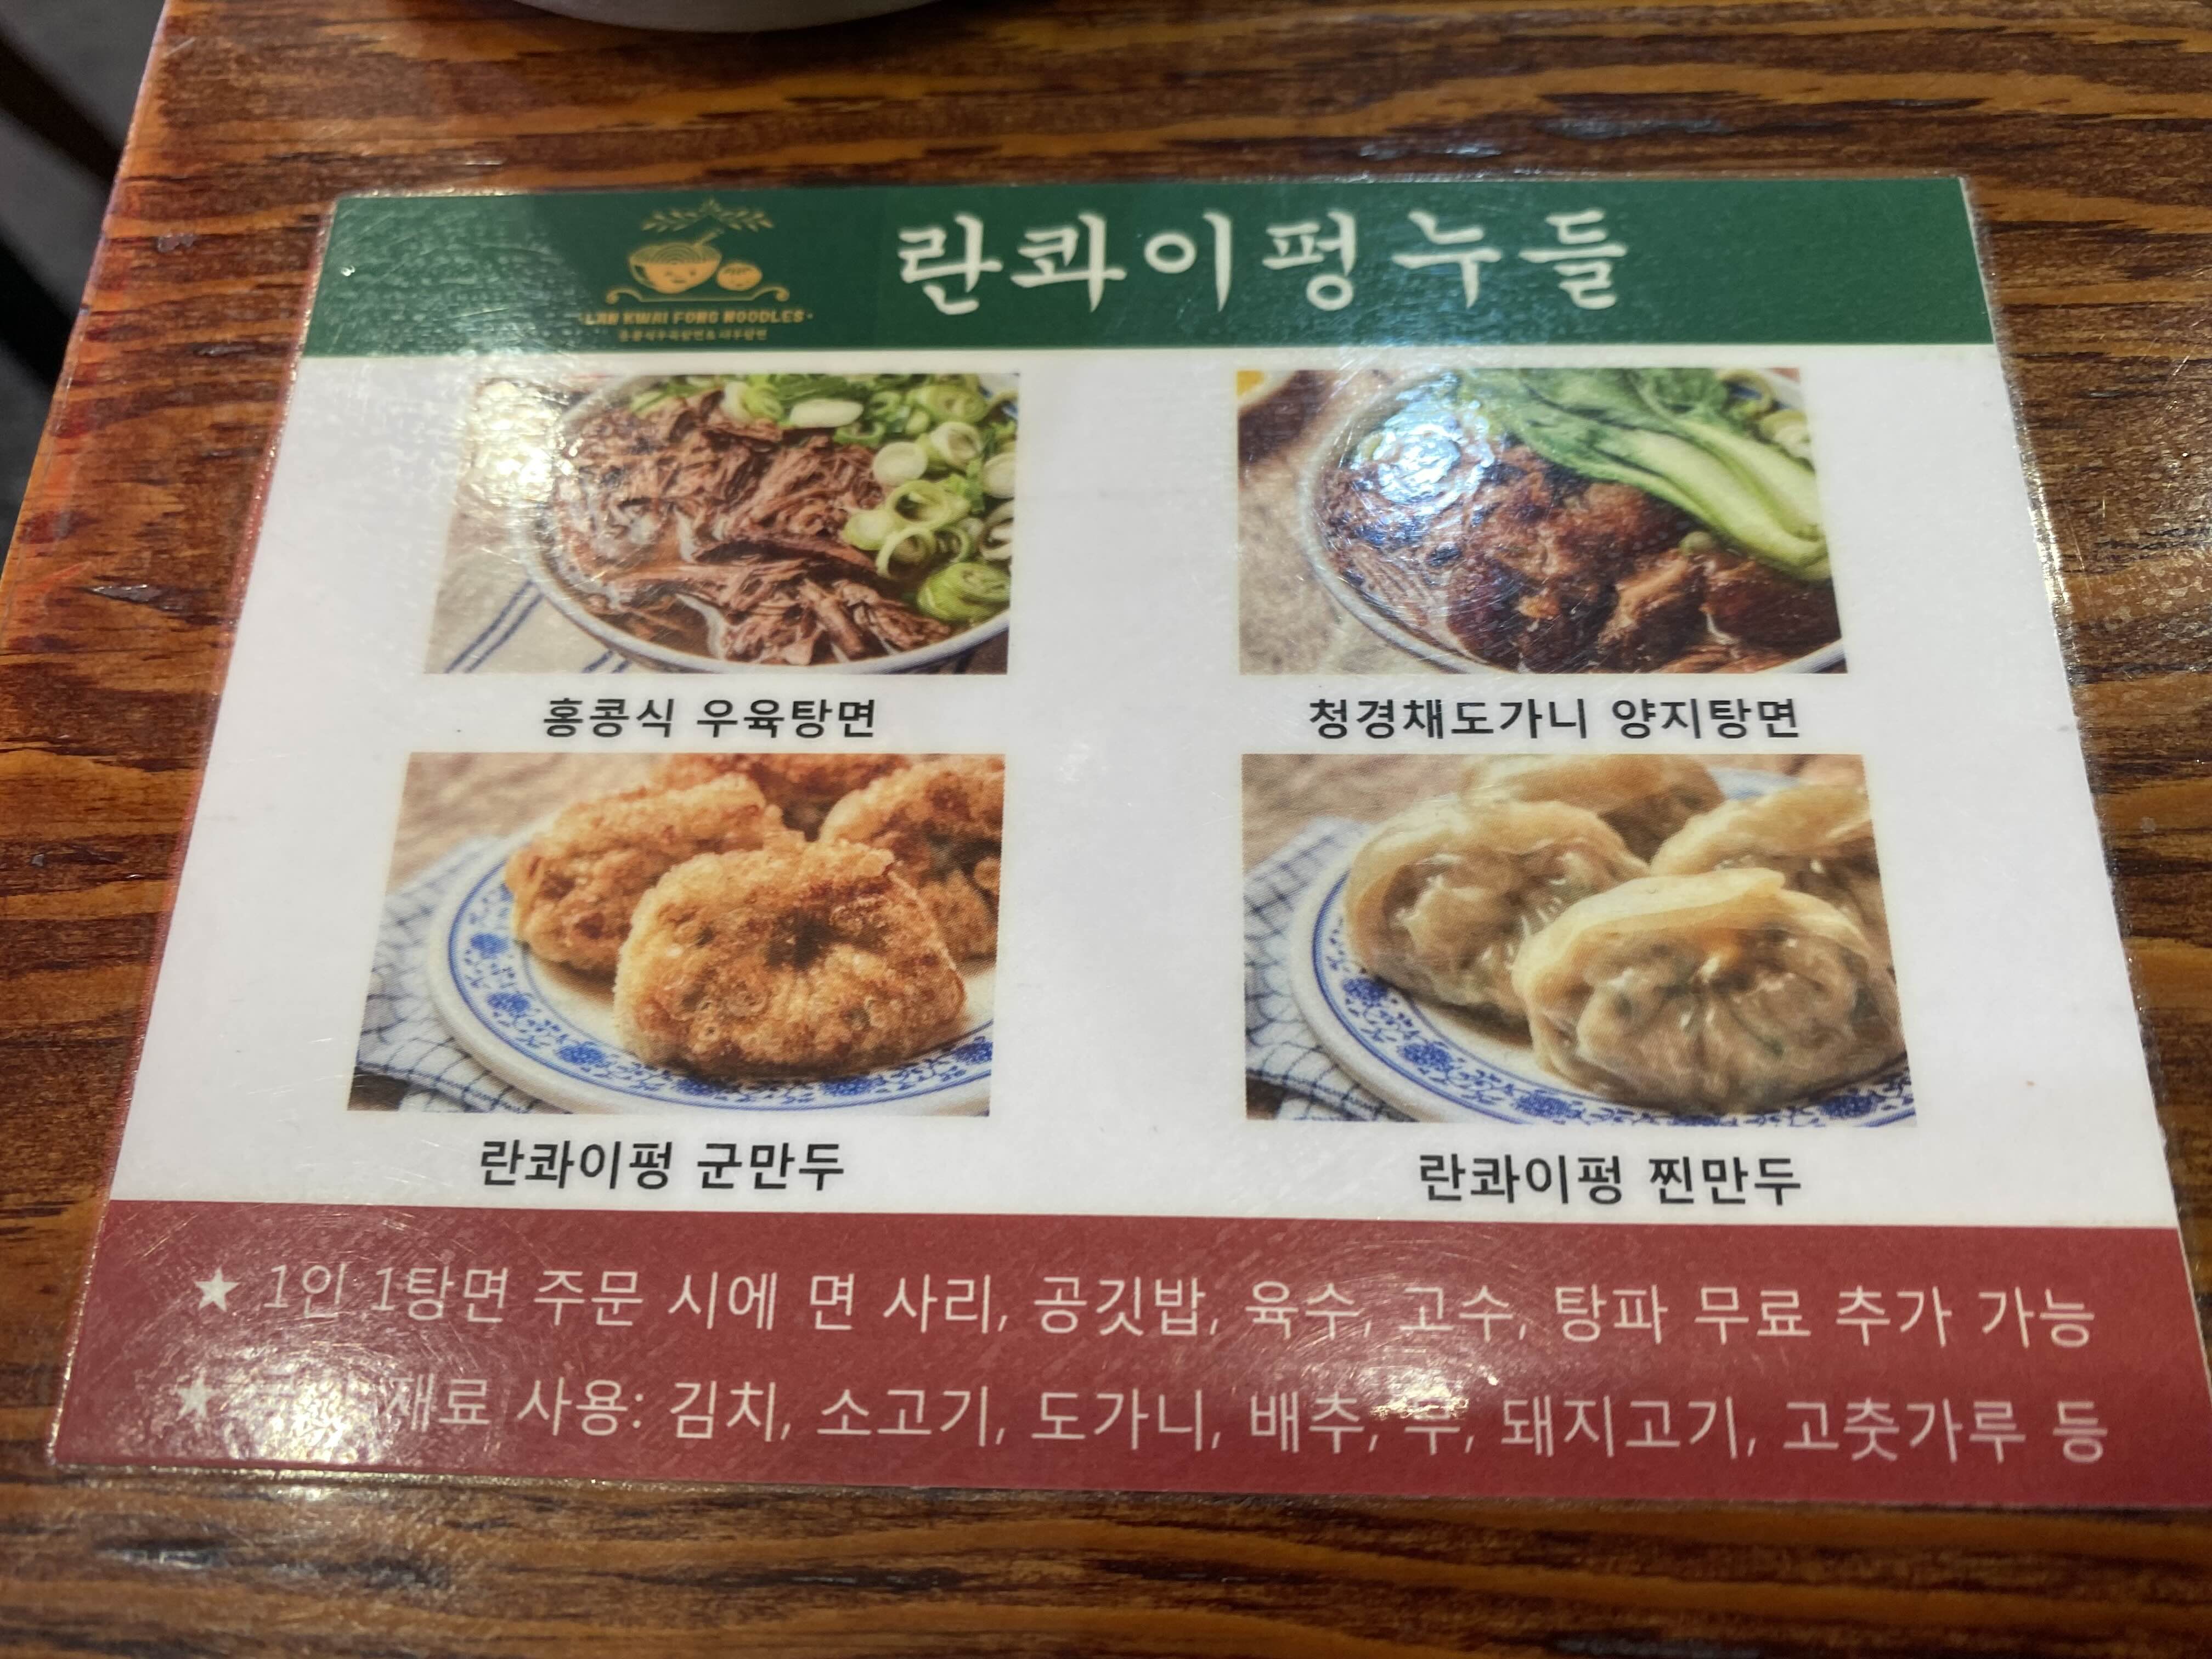 란콰이펑누들
LAN KWAI FONG NOODLES
홍콩식 우육탕면
청경채도가니 양지탕면
란콰이펑 군만두
란콰이펑 찐만두
★ 1인 1탕면 주문 시에 면 사리, 공깃밥, 육수, 고수, 탕파 무료 추가 가능
★ 재료 사용: 김치, 소고기, 도가니, 배추, 무, 돼지고기, 고춧가루 등